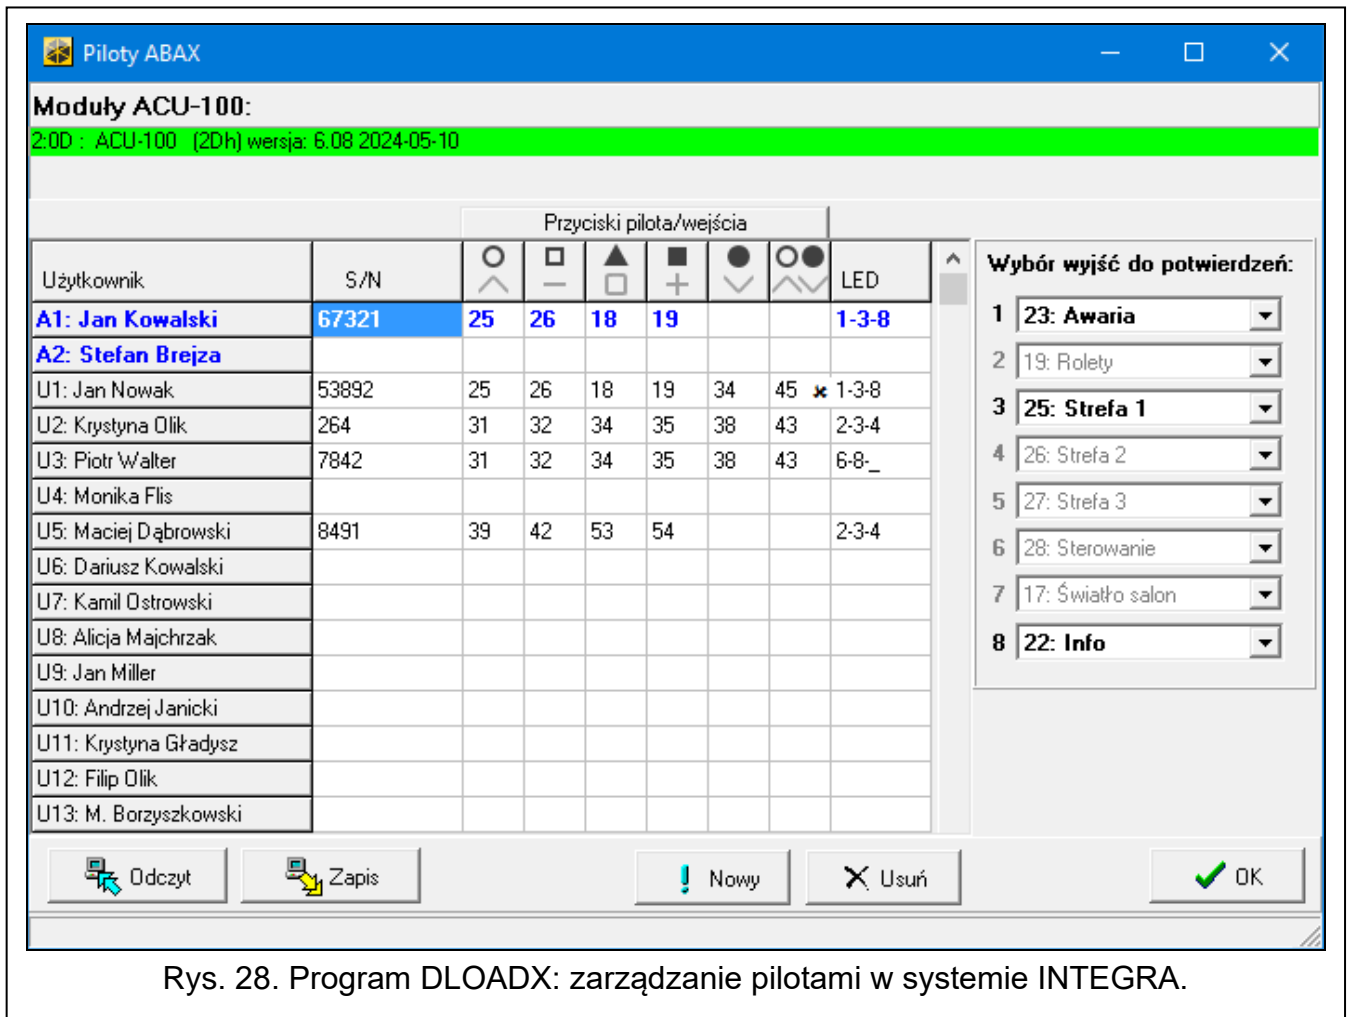 Piloty ABAX
Moduły ACU-100:
2:0D : ACU-100 (2Dh) wersja: 6.08 2024-05-10
Przyciski pilota/wejścia
Użytkownik S/N LED
A1: Jan Kowalski 67321 25 26 18 19 1-3-8
A2: Stefan Brejza
U1: Jan Nowak 53892 25 26 18 19 34 45 1-3-8
U2: Krystyna Olik 264 31 32 34 35 38 43 2-3-4
U3: Piotr Walter 7842 31 32 34 35 38 43 6-8-_
U4: Monika Flis
U5: Maciej Dąbrowski 8491 39 42 53 54 2-3-4
U6: Dariusz Kowalski
U7: Kamil Ostrowski
U8: Alicja Majchrzak
U9: Jan Miller
U10: Andrzej Janicki
U11: Krystyna Gładysz
U12: Filip Olik
U13: M. Borzyszkowski
Wybór wyjść do potwierdzeń:
1 23: Awaria
2 19: Rolety
3 25: Strefa 1
4 26: Strefa 2
5 27: Strefa 3
6 28: Sterowanie
7 17: Światło salon
8 22: Info
Odczyt Zapis Nowy Usuń OK
Rys. 28. Program DLOADX: zarządzanie pilotami w systemie INTEGRA.